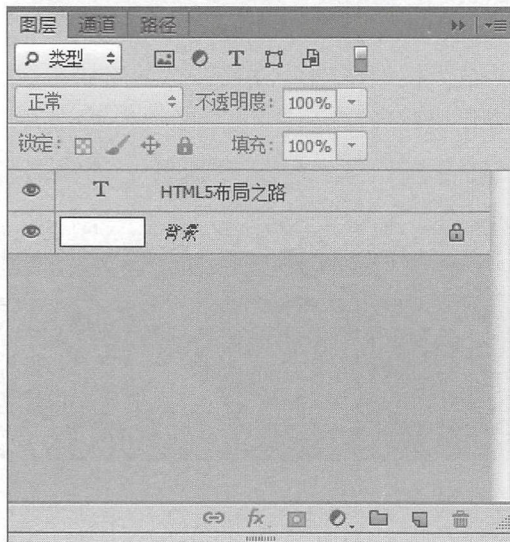 图层 通道 路径
类型
正常 不透明度: 100%
锁定: 填充: 100%
T HTML5布局之路
背景
fx